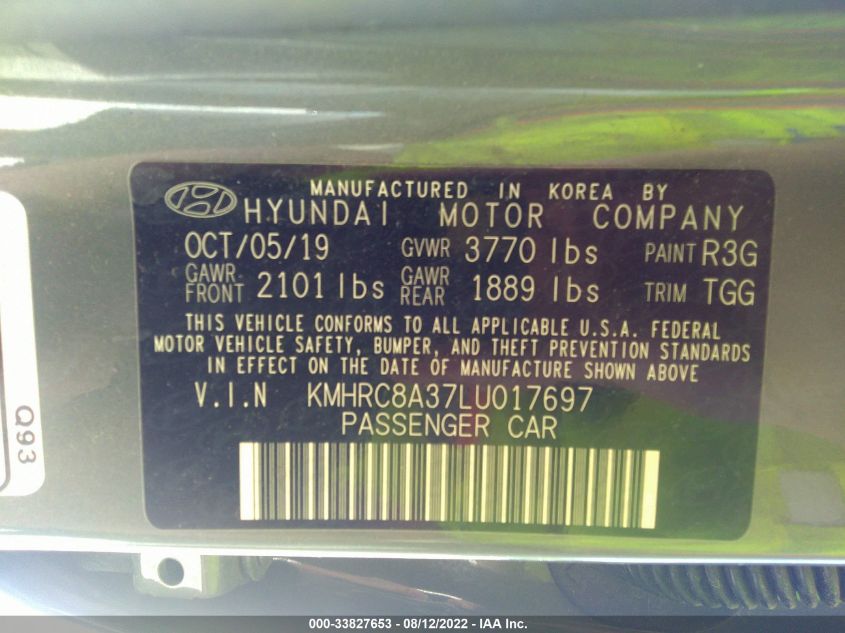 MANUFACTURED IN KOREA BY
HYUNDAI MOTOR COMPANY
OCT/05/19 GVWR 3770 lbs PAINT R3G
GAWR FRONT 2101 lbs GAWR REAR 1889 lbs TRIM TGG
THIS VEHICLE CONFORMS TO ALL APPLICABLE U.S.A. FEDERAL
MOTOR VEHICLE SAFETY, BUMPER, AND THEFT PREVENTION STANDARDS
IN EFFECT ON THE DATE OF MANUFACTURE SHOWN ABOVE
V.I.N KMHRC8A37LU017697
PASSENGER CAR
Q93
000-33827653 - 08/12/2022 - IAA Inc.